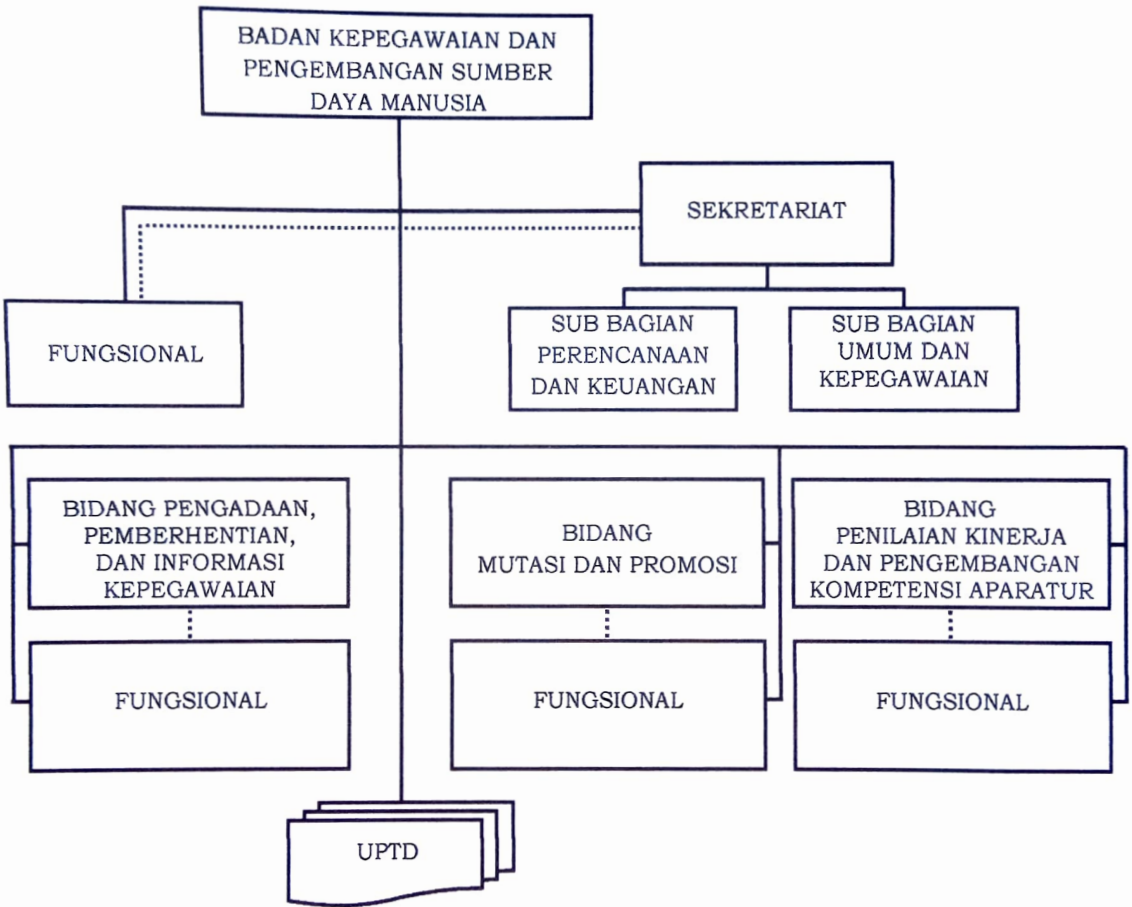 BADAN KEPEGAWAIAN DAN
PENGEMBANGAN SUMBER
DAYA MANUSIA
SEKRETARIAT
FUNGSIONAL
SUB BAGIAN
PERENCANAAN
DAN KEUANGAN
SUB BAGIAN
UMUM DAN
KEPEGAWAIAN
BIDANG PENGADAAN,
PEMBERHENTIAN,
DAN INFORMASI
KEPEGAWAIAN
BIDANG
MUTASI DAN PROMOSI
BIDANG
PENILAIAN KINERJA
DAN PENGEMBANGAN
KOMPETENSI APARATUR
FUNGSIONAL
FUNGSIONAL
FUNGSIONAL
UPTD